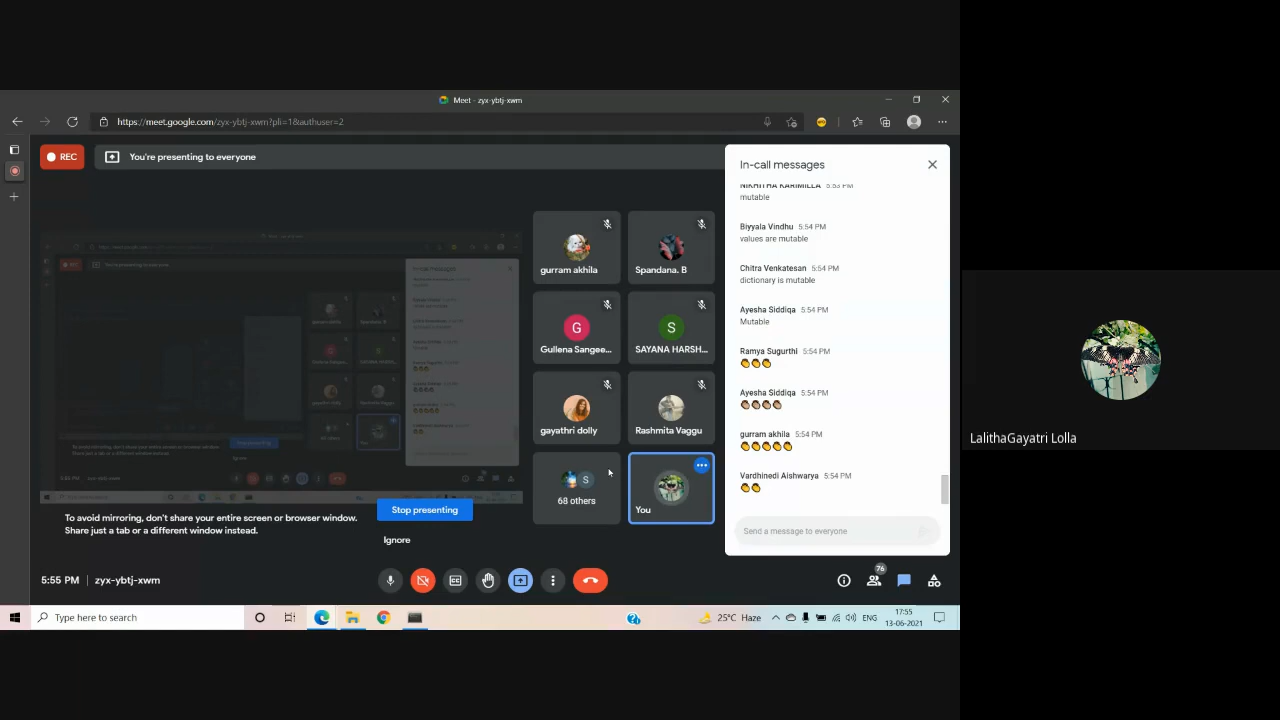 Meet - zyx-ybtj-xwm
https://meet.google.com/zyx-ybtj-xwm?pli=1&authuser=2
REC
You're presenting to everyone
gurram akhila
Spandana. B
G
Gullena Sangee...
S
SAYANA HARSH...
gayathri dolly
Rashmita Vaggu
S
68 others
You
To avoid mirroring, don't share your entire screen or browser window.
Share just a tab or a different window instead.
Stop presenting
Ignore
In-call messages
NIKHITHA KARIMILLA 5:53 PM
mutable
Biyyala Vindhu 5:54 PM
values are mutable
Chitra Venkatesan 5:54 PM
dictionary is mutable
Ayesha Siddiqa 5:54 PM
Mutable
Ramya Sugurthi 5:54 PM
Ayesha Siddiqa 5:54 PM
gurram akhila 5:54 PM
Vardhinedi Aishwarya 5:54 PM
Send a message to everyone
5:55 PM | zyx-ybtj-xwm
76
Type here to search
25°C Haze
ENG
17:55
13-06-2021
LalithaGayatri Lolla